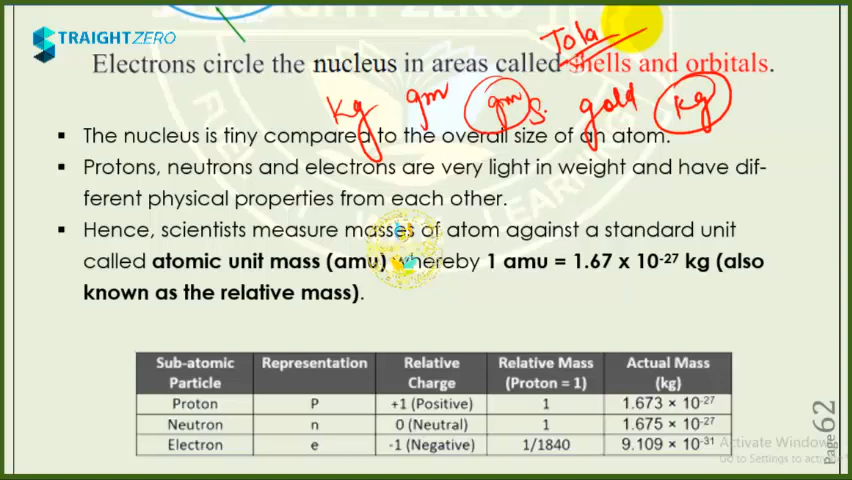 TRAIGHTZERO
Tola
Electrons circle the nucleus in areas called shells and orbitals.
kg gm gm S. gold kg
▪ The nucleus is tiny compared to the overall size of an atom.
▪ Protons, neutrons and electrons are very light in weight and have dif-
ferent physical properties from each other.
▪ Hence, scientists measure masses of atom against a standard unit
called atomic unit mass (amu) whereby 1 amu = 1.67 x 10⁻²⁷ kg (also
known as the relative mass).
Sub-atomic Particle Representation Relative Charge Relative Mass (Proton = 1) Actual Mass (kg)
Proton P +1 (Positive) 1 1.673 × 10⁻²⁷
Neutron n 0 (Neutral) 1 1.675 × 10⁻²⁷
Electron e -1 (Negative) 1/1840 9.109 × 10⁻³¹
Page 62
Activate Window
Go to Settings to activate